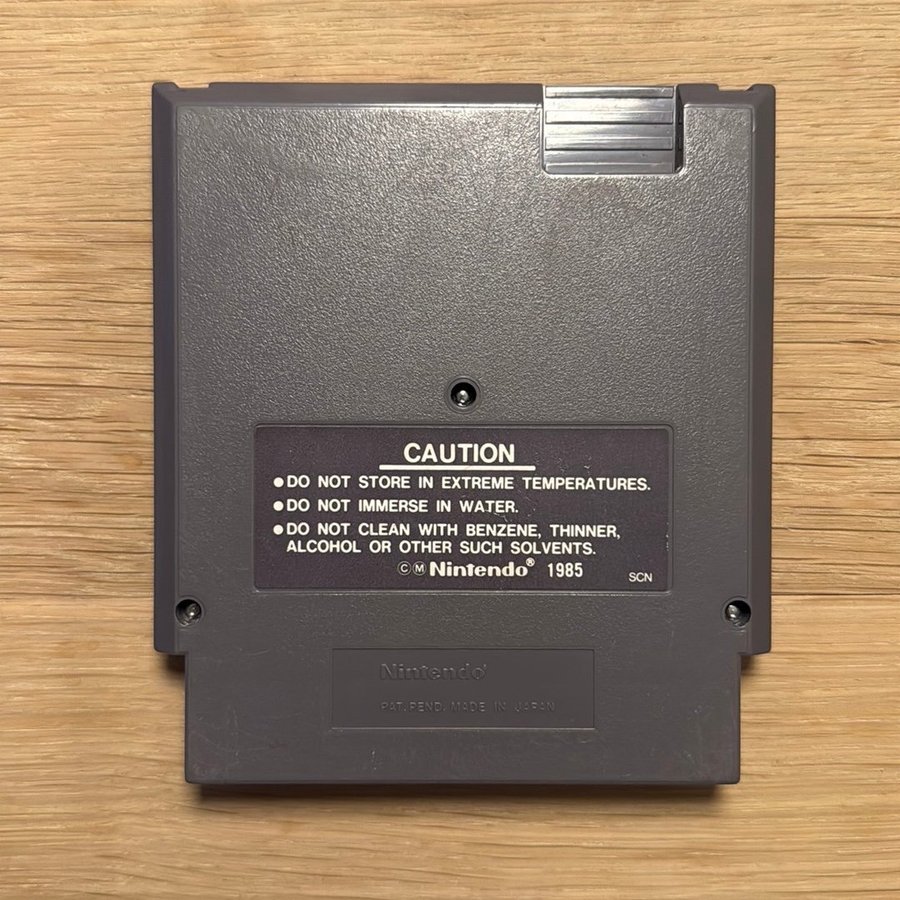 CAUTION
●DO NOT STORE IN EXTREME TEMPERATURES.
●DO NOT IMMERSE IN WATER.
●DO NOT CLEAN WITH BENZENE, THINNER,
ALCOHOL OR OTHER SUCH SOLVENTS.
ⒸⓂNintendo® 1985
SCN
Nintendo®
PAT. PEND. MADE IN JAPAN